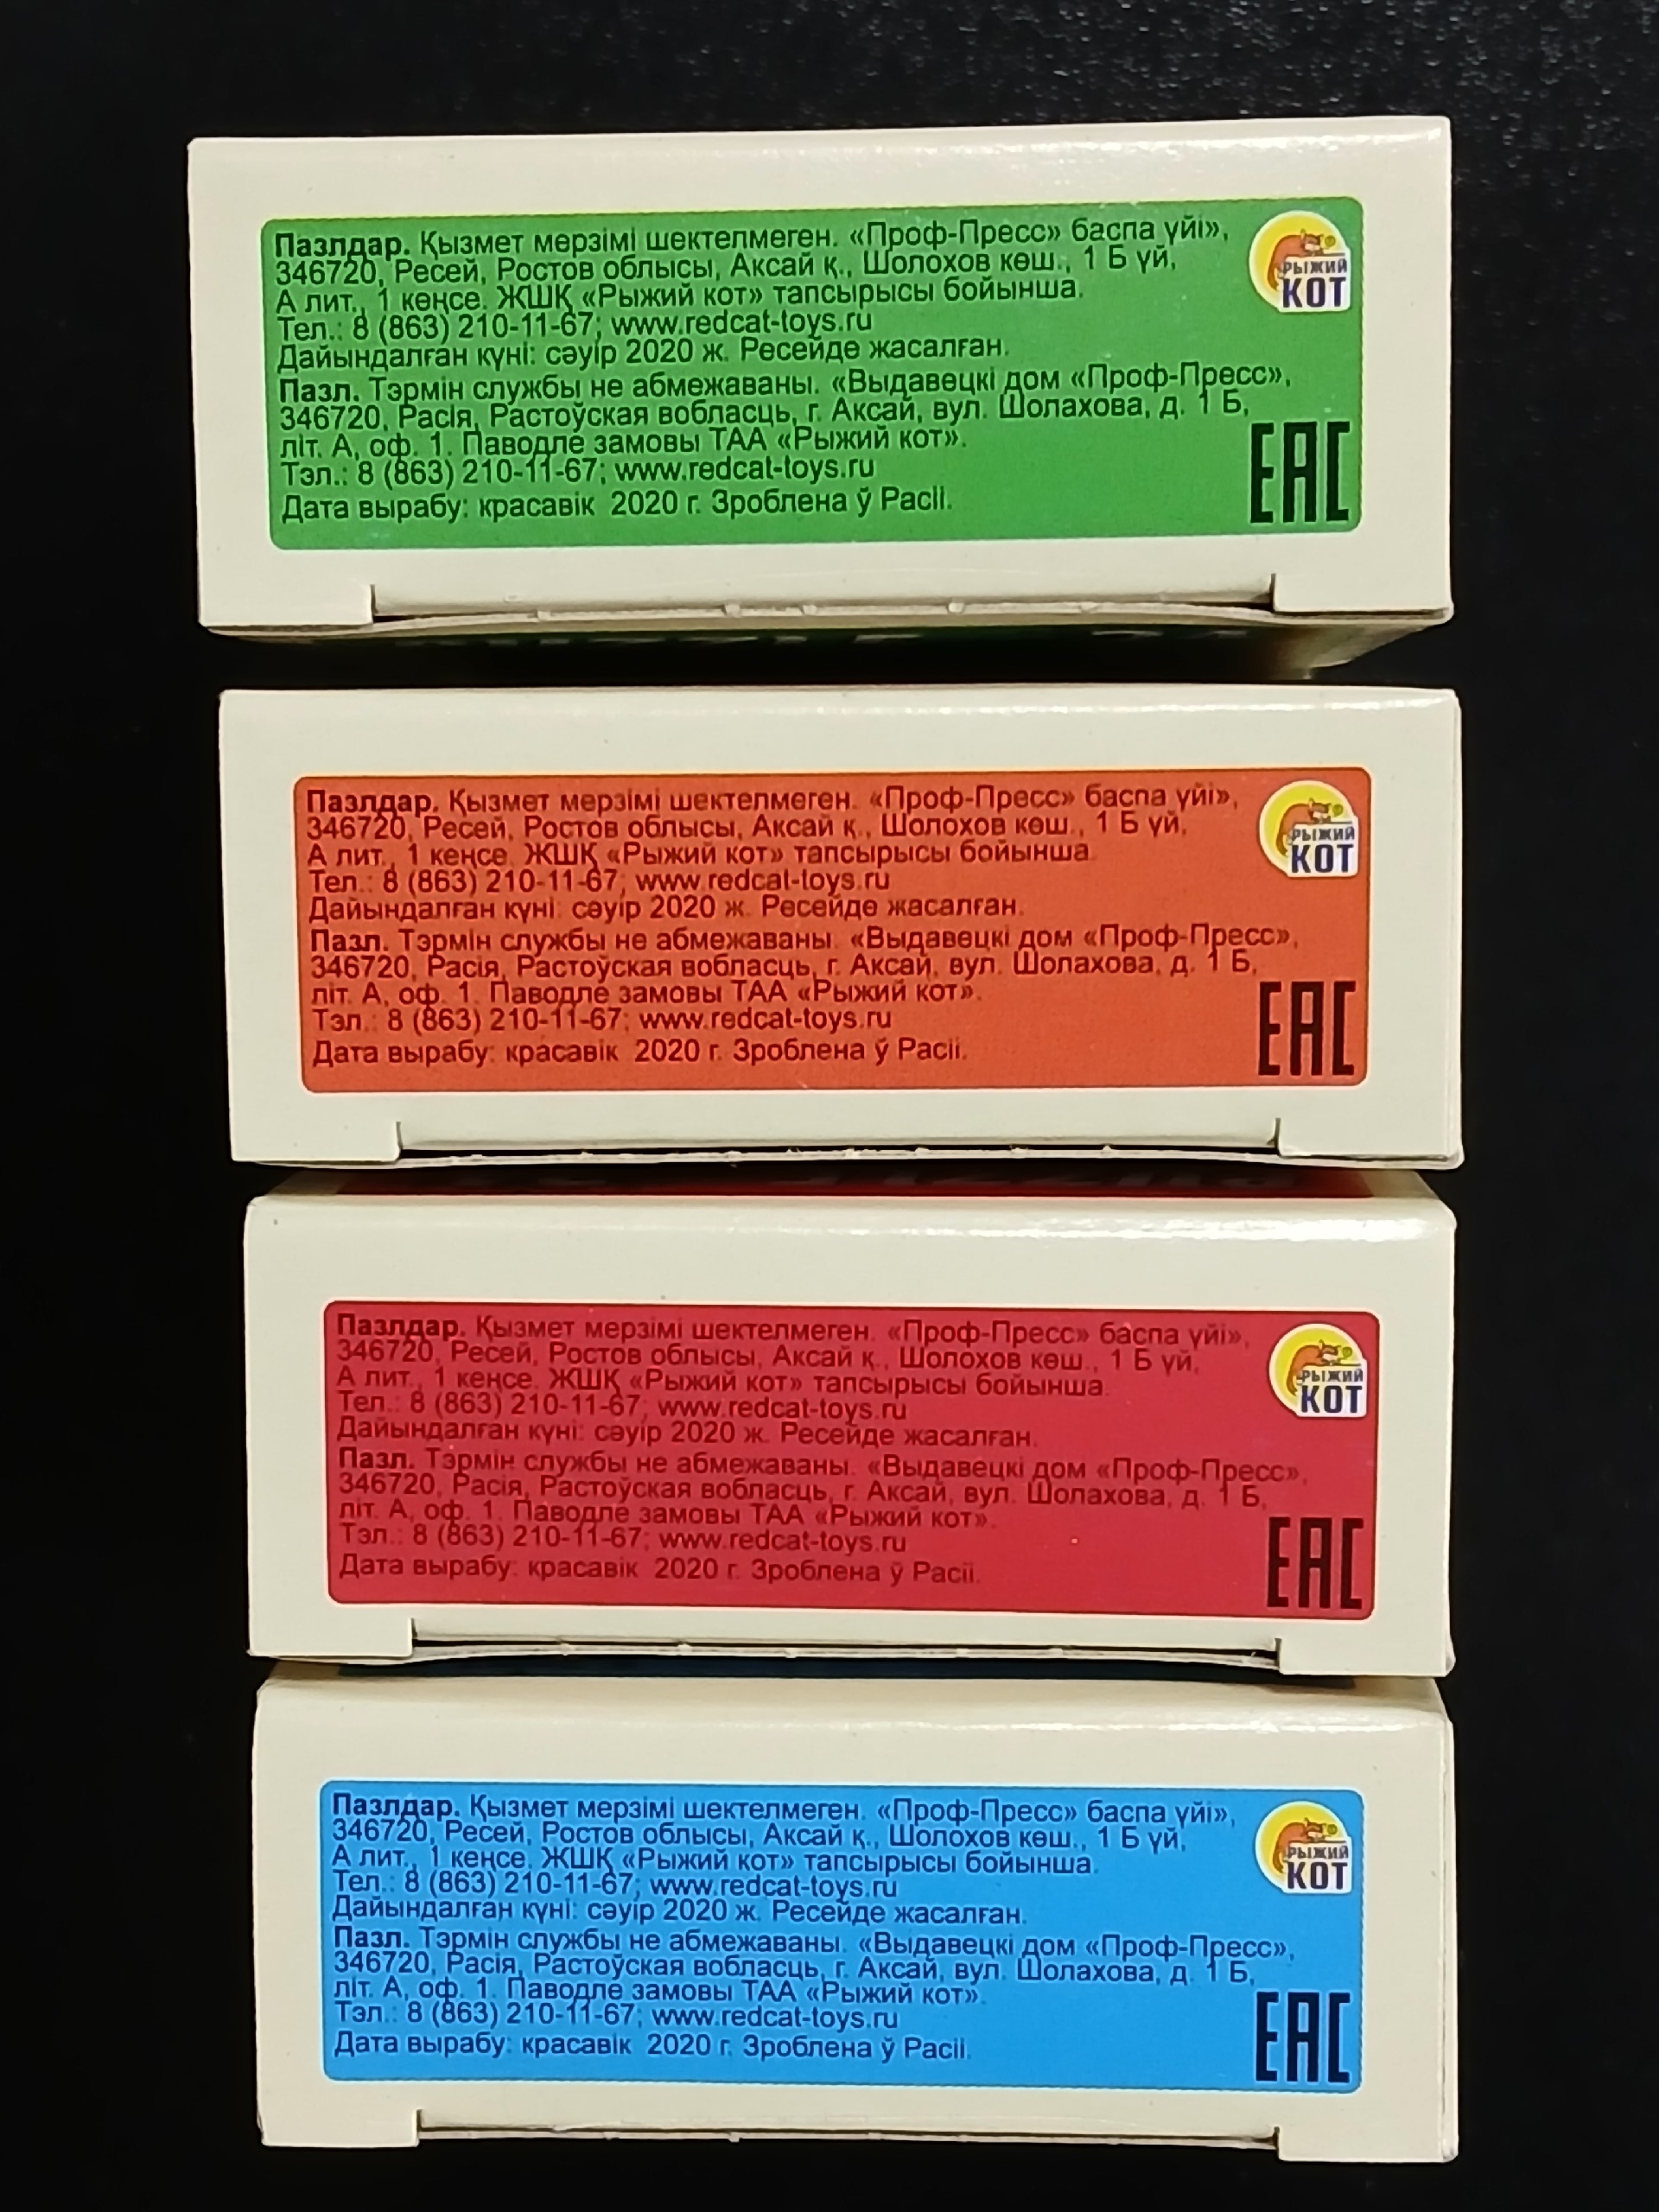 Пазлдар. Қызмет мерзімі шектелмеген. «Проф-Пресс» баспа үйі»,
346720, Ресей, Ростов облысы, Аксай қ., Шолохов көш., 1 Б үй,
А лит., 1 кеңсе. ЖШҚ «Рыжий кот» тапсырысы бойынша.
Тел.: 8 (863) 210-11-67; www.redcat-toys.ru
Дайындалған күні: сәуір 2020 ж. Ресейде жасалған.
Пазл. Тэрмін службы не абмежаваны. «Выдавецкі дом «Проф-Пресс»,
346720, Расія, Растоўская вобласць, г. Аксай, вул. Шолахова, д. 1 Б,
літ. А, оф. 1. Паводле замовы ТАА «Рыжий кот».
Тэл.: 8 (863) 210-11-67; www.redcat-toys.ru
Дата вырабу: красавік 2020 г. Зроблена ў Расіі.
РЫЖИЙ
КОТ
EAC
Пазлдар. Қызмет мерзімі шектелмеген. «Проф-Пресс» баспа үйі»,
346720, Ресей, Ростов облысы, Аксай қ., Шолохов көш., 1 Б үй,
А лит., 1 кеңсе. ЖШҚ «Рыжий кот» тапсырысы бойынша.
Тел.: 8 (863) 210-11-67; www.redcat-toys.ru
Дайындалған күні: сәуір 2020 ж. Ресейде жасалған.
Пазл. Тэрмін службы не абмежаваны. «Выдавецкі дом «Проф-Пресс»,
346720, Расія, Растоўская вобласць, г. Аксай, вул. Шолахова, д. 1 Б,
літ. А, оф. 1. Паводле замовы ТАА «Рыжий кот».
Тэл.: 8 (863) 210-11-67; www.redcat-toys.ru
Дата вырабу: красавік 2020 г. Зроблена ў Расіі.
РЫЖИЙ
КОТ
EAC
Пазлдар. Қызмет мерзімі шектелмеген. «Проф-Пресс» баспа үйі»,
346720, Ресей, Ростов облысы, Аксай қ., Шолохов көш., 1 Б үй,
А лит., 1 кеңсе. ЖШҚ «Рыжий кот» тапсырысы бойынша.
Тел.: 8 (863) 210-11-67; www.redcat-toys.ru
Дайындалған күні: сәуір 2020 ж. Ресейде жасалған.
Пазл. Тэрмін службы не абмежаваны. «Выдавецкі дом «Проф-Пресс»,
346720, Расія, Растоўская вобласць, г. Аксай, вул. Шолахова, д. 1 Б,
літ. А, оф. 1. Паводле замовы ТАА «Рыжий кот».
Тэл.: 8 (863) 210-11-67; www.redcat-toys.ru
Дата вырабу: красавік 2020 г. Зроблена ў Расіі.
РЫЖИЙ
КОТ
EAC
Пазлдар. Қызмет мерзімі шектелмеген. «Проф-Пресс» баспа үйі»,
346720, Ресей, Ростов облысы, Аксай қ., Шолохов көш., 1 Б үй,
А лит., 1 кеңсе. ЖШҚ «Рыжий кот» тапсырысы бойынша.
Тел.: 8 (863) 210-11-67; www.redcat-toys.ru
Дайындалған күні: сәуір 2020 ж. Ресейде жасалған.
Пазл. Тэрмін службы не абмежаваны. «Выдавецкі дом «Проф-Пресс»,
346720, Расія, Растоўская вобласць, г. Аксай, вул. Шолахова, д. 1 Б,
літ. А, оф. 1. Паводле замовы ТАА «Рыжий кот».
Тэл.: 8 (863) 210-11-67; www.redcat-toys.ru
Дата вырабу: красавік 2020 г. Зроблена ў Расіі.
РЫЖИЙ
КОТ
EAC